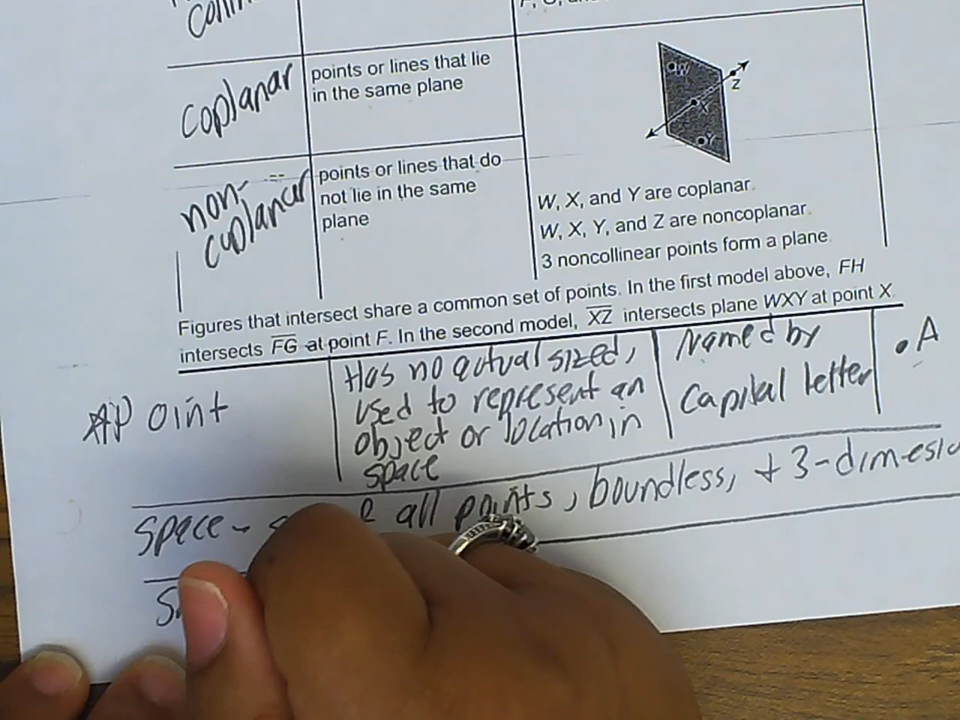 coplanar
points or lines that lie
in the same plane
W
X
Y
Z
non-
coplanar
points or lines that do
not lie in the same
plane
W, X, and Y are coplanar.
W, X, Y, and Z are noncoplanar.
3 noncollinear points form a plane.
Figures that intersect share a common set of points. In the first model above, FH
intersects FG at point F. In the second model, XZ intersects plane WXY at point X.
Point
Has no actual sized,
used to represent an
object or location in
space
Named by
Capital letter
. A
space - all points, boundless, + 3-dimesio